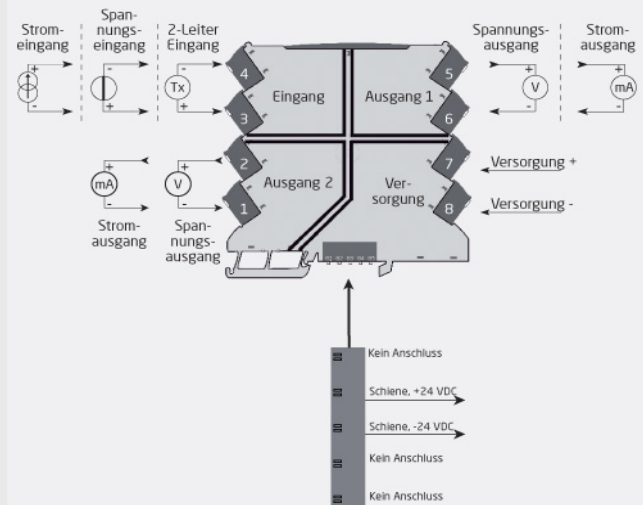 Strom-
eingang
+
-
Span-
nungs-
eingang
-
+
2-Leiter
Eingang
-
Tx
+
4
3
Eingang
Ausgang 1
5
6
Spannungs-
ausgang
+
V
-
Strom-
ausgang
+
mA
-
+
mA
-
Strom-
ausgang
+
V
-
Span-
nungs-
ausgang
2
1
Ausgang 2
Ver-
sorgung
7
8
Versorgung +
Versorgung -
Kein Anschluss
Schiene, +24 VDC
Schiene, -24 VDC
Kein Anschluss
Kein Anschluss